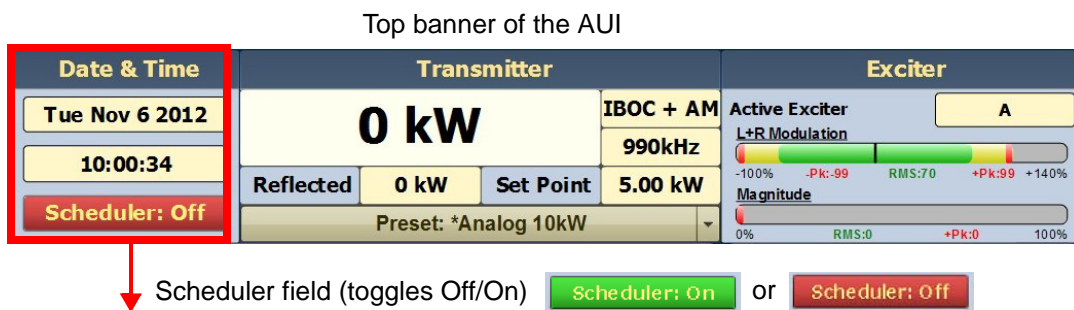 Top banner of the AUI
Date & Time
Tue Nov 6 2012
10:00:34
Scheduler: Off
Transmitter
0 kW
IBOC + AM
990kHz
Reflected
0 kW
Set Point
5.00 kW
Preset: *Analog 10kW
Exciter
Active Exciter
A
L+R Modulation
-100% -Pk:-99 RMS:70 +Pk:99 +140%
Magnitude
0% RMS:0 +Pk:0 100%
Scheduler field (toggles Off/On) Scheduler: On or Scheduler: Off